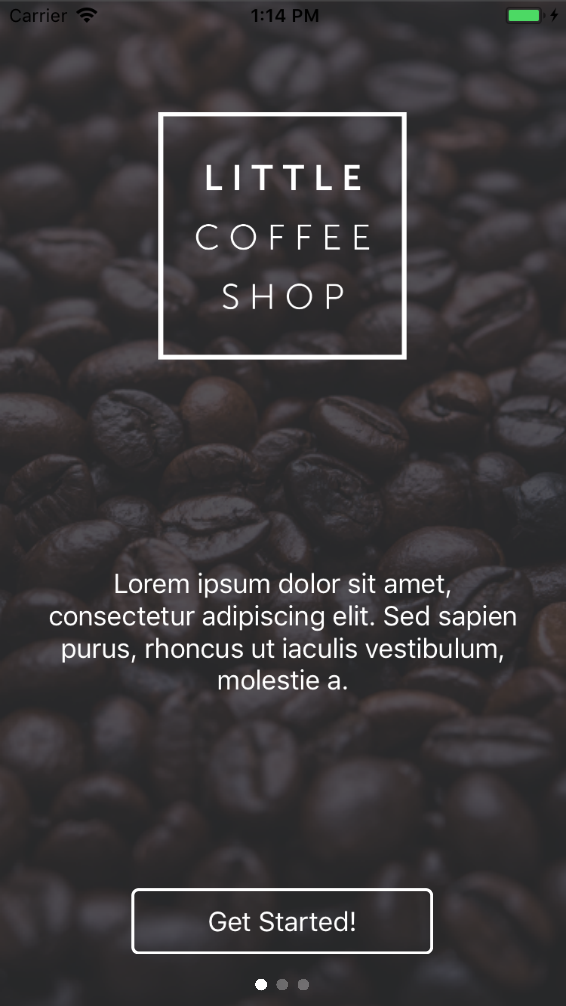 Carrier 1:14 PM
LITTLE
COFFEE
SHOP
Lorem ipsum dolor sit amet,
consectetur adipiscing elit. Sed sapien
purus, rhoncus ut iaculis vestibulum,
molestie a.
Get Started!